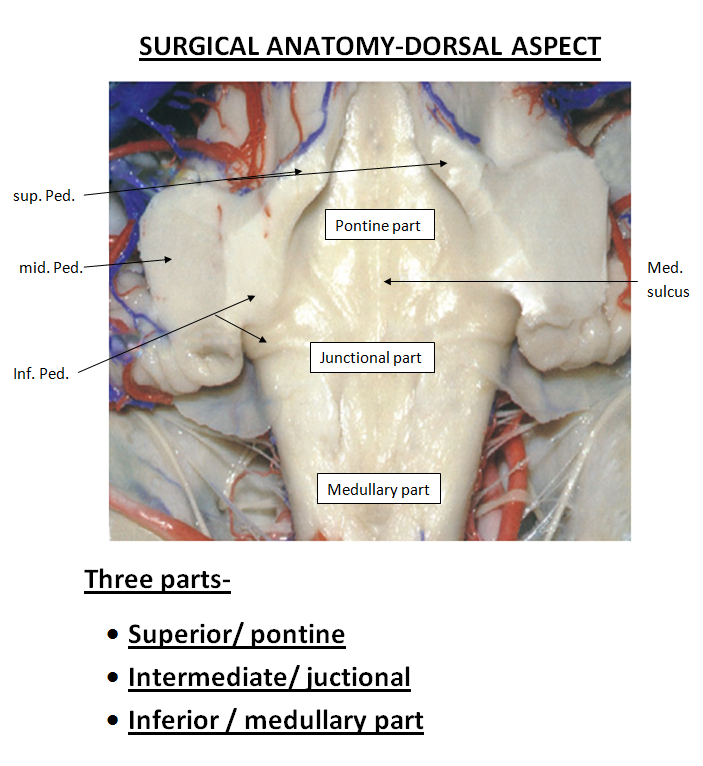 SURGICAL ANATOMY-DORSAL ASPECT
sup. Ped.
Pontine part
mid. Ped.
Med.
sulcus
Junctional part
Inf. Ped.
Medullary part
Three parts-
• Superior/ pontine
• Intermediate/ juctional
• Inferior / medullary part